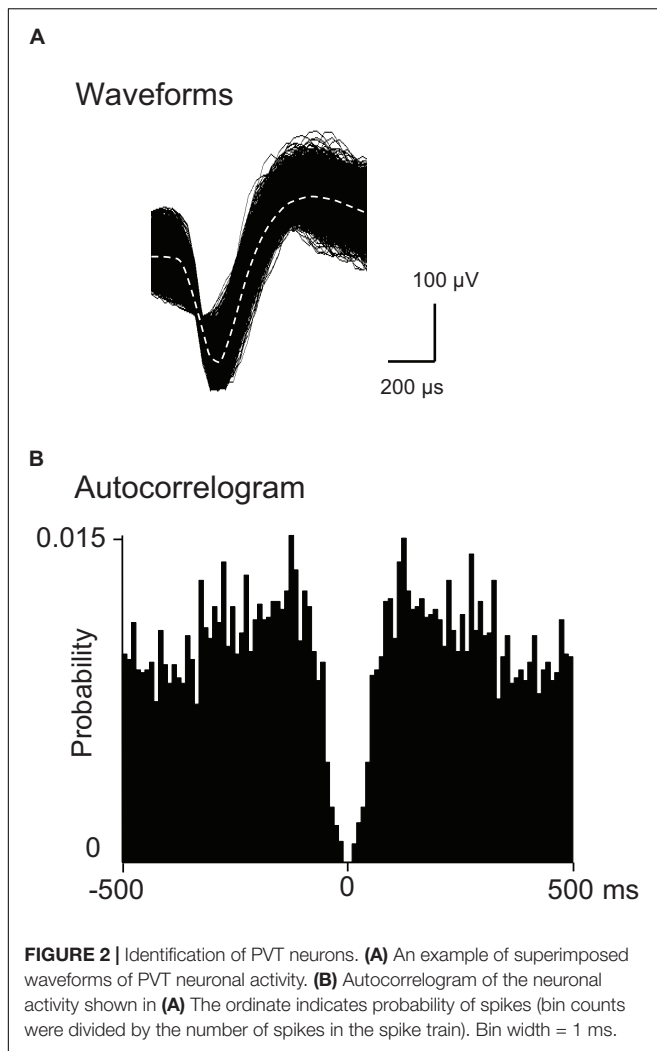 A
Waveforms
100 µV
200 µs
B
Autocorrelogram
0.015
Probability
0
-500
0
500 ms
FIGURE 2 | Identification of PVT neurons. (A) An example of superimposed
waveforms of PVT neuronal activity. (B) Autocorrelogram of the neuronal
activity shown in (A) The ordinate indicates probability of spikes (bin counts
were divided by the number of spikes in the spike train). Bin width = 1 ms.